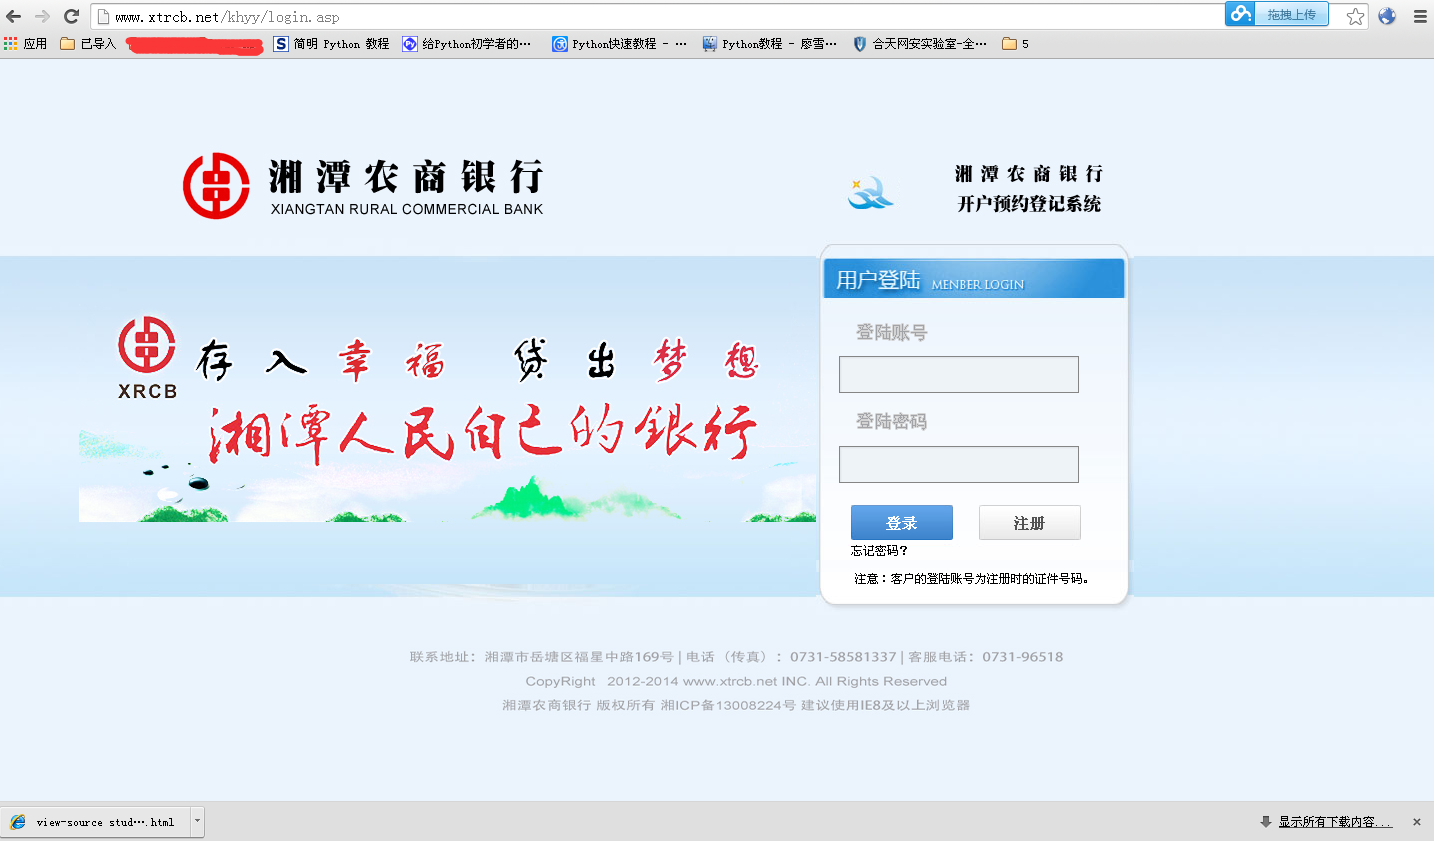 www.xtrcb.net/khyy/login.asp
拖拽上传
应用 已导入 简明 Python 教程 给Python初学者的… Python快速教程 - … Python教程 - 廖雪… 合天网安实验室-全… 5
湘潭农商银行
XIANGTAN RURAL COMMERCIAL BANK
湘潭农商银行
开户预约登记系统
用户登陆 MENBER LOGIN
登陆账号
登陆密码
登录 注册
忘记密码?
注意：客户的登陆账号为注册时的证件号码。
存入幸福 贷出梦想
XRCB
湘潭人民自己的銀行
联系地址：湘潭市岳塘区福星中路169号 | 电话（传真）：0731-58581337 | 客服电话：0731-96518
CopyRight 2012-2014 www.xtrcb.net INC. All Rights Reserved
湘潭农商银行 版权所有 湘ICP备13008224号 建议使用IE8及以上浏览器
view-source stud….html
显示所有下载内容...